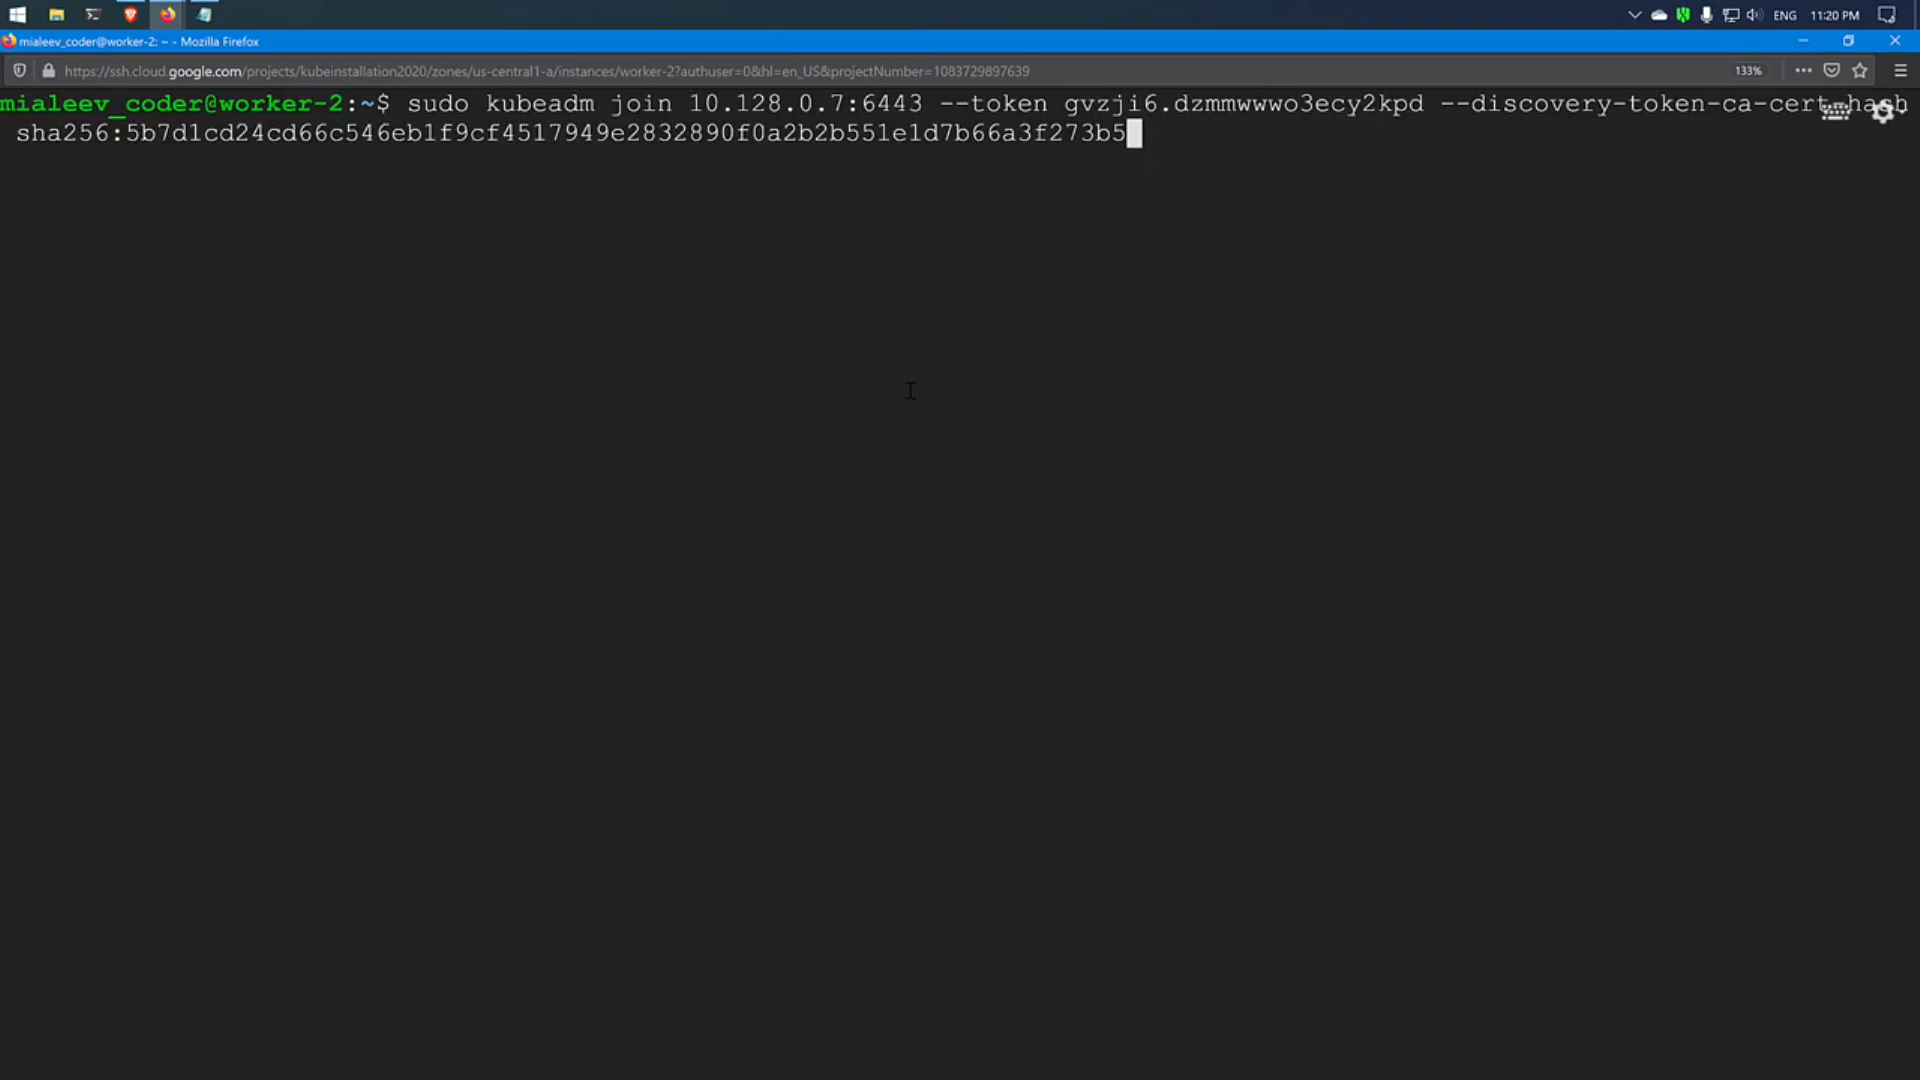 ENG 11:20 PM
mialeev_coder@worker-2: ~ - Mozilla Firefox
https://ssh.cloud.google.com/projects/kubeinstallation2020/zones/us-central1-a/instances/worker-2?authuser=0&hl=en_US&projectNumber=1083729897639 133%
mialeev_coder@worker-2:~$ sudo kubeadm join 10.128.0.7:6443 --token gvzji6.dzmmwwwo3ecy2kpd --discovery-token-ca-cert-hash
sha256:5b7d1cd24cd66c546eb1f9cf4517949e2832890f0a2b2b551e1d7b66a3f273b5